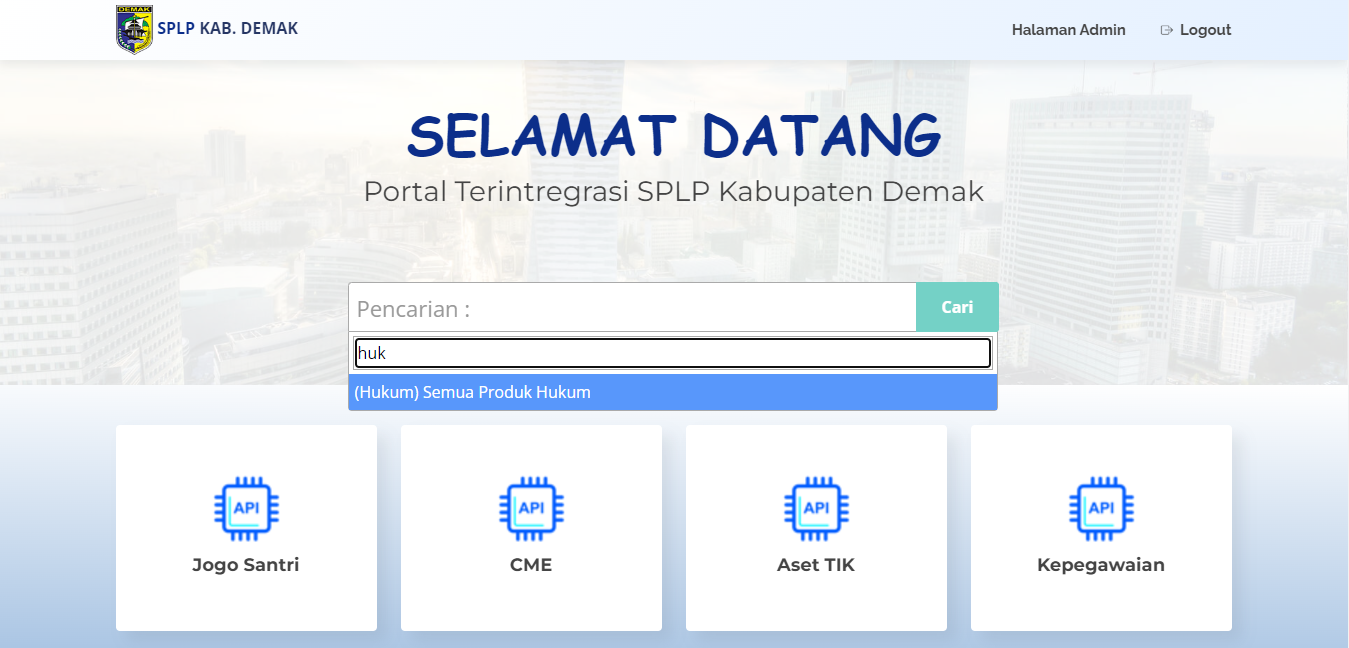 DEMAK
SPLP KAB. DEMAK
Halaman Admin
Logout
SELAMAT DATANG
Portal Terintregrasi SPLP Kabupaten Demak
Pencarian :
Cari
huk
(Hukum) Semua Produk Hukum
API
API
API
API
Jogo Santri
CME
Aset TIK
Kepegawaian